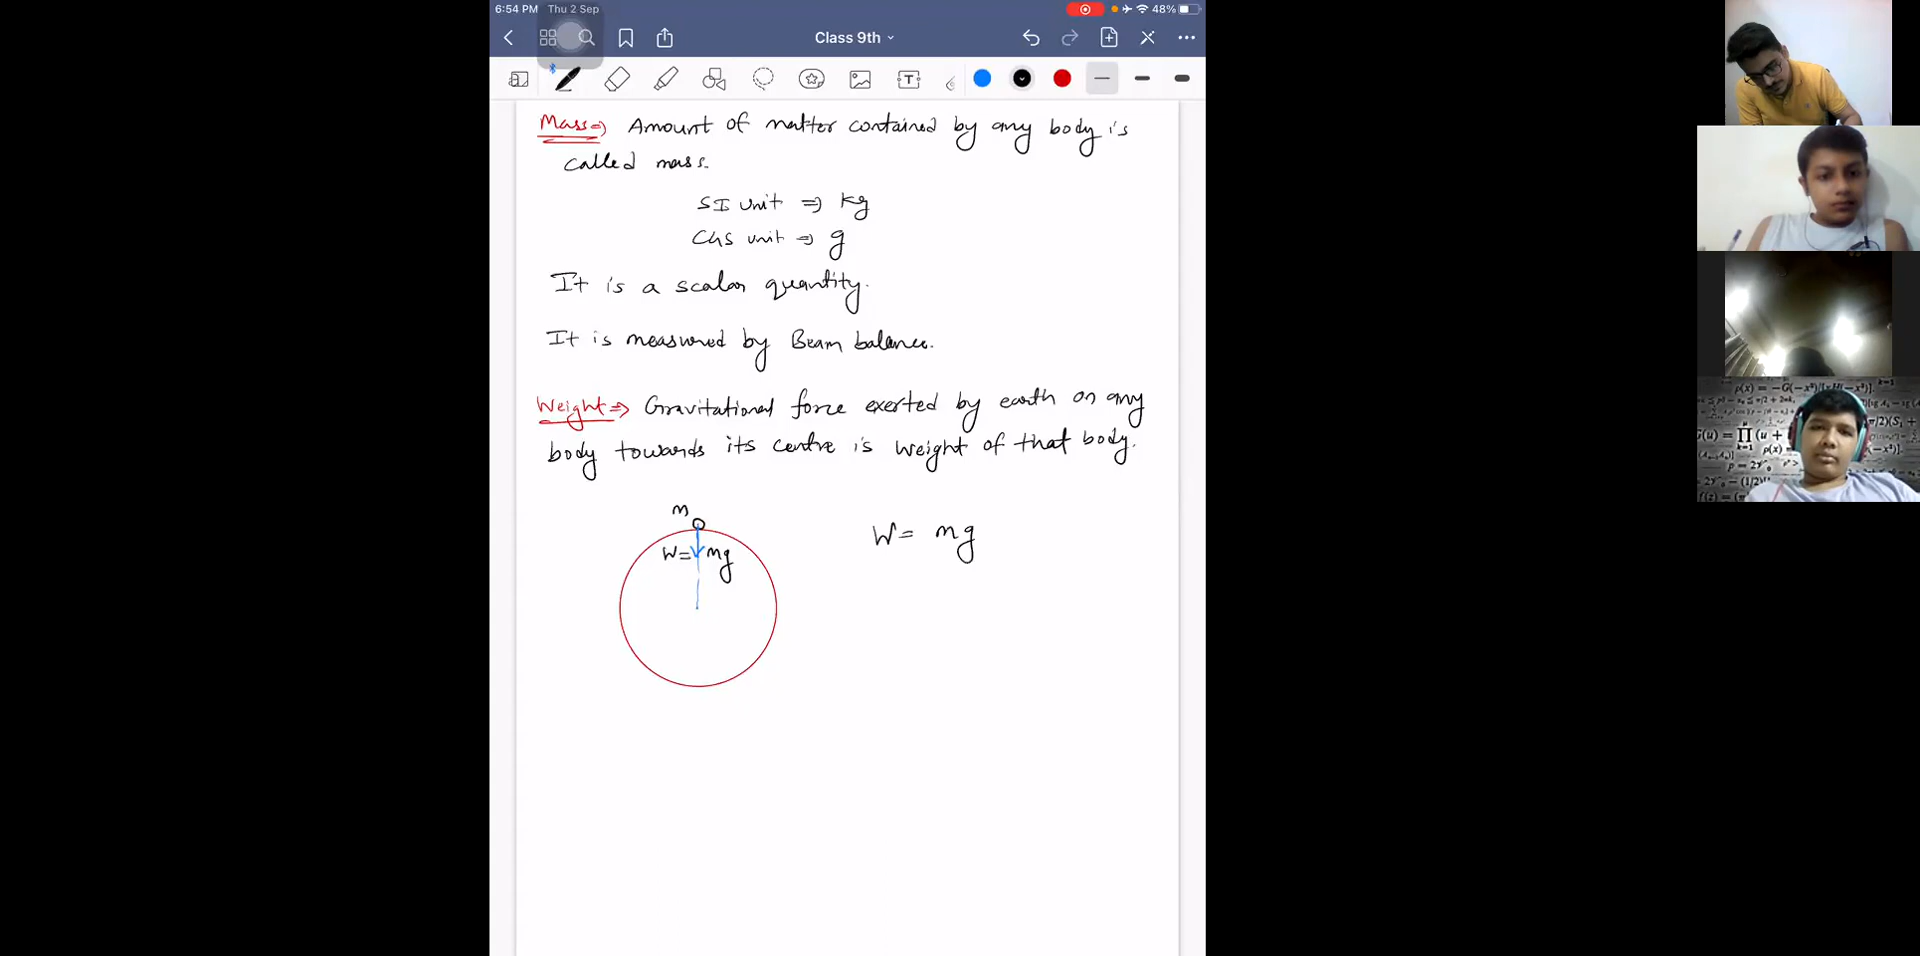 6:54 PM Thu 2 Sep 48%
Class 9th
T
Mass⇒ Amount of matter contained by any body is
called mass.
SI unit ⇒ kg
CGS unit ⇒ g
It is a scalar quantity.
It is measured by Beam balance.
Weight⇒ Gravitational force exerted by earth on any
body towards its centre is weight of that body.
m
W= mg
W= mg